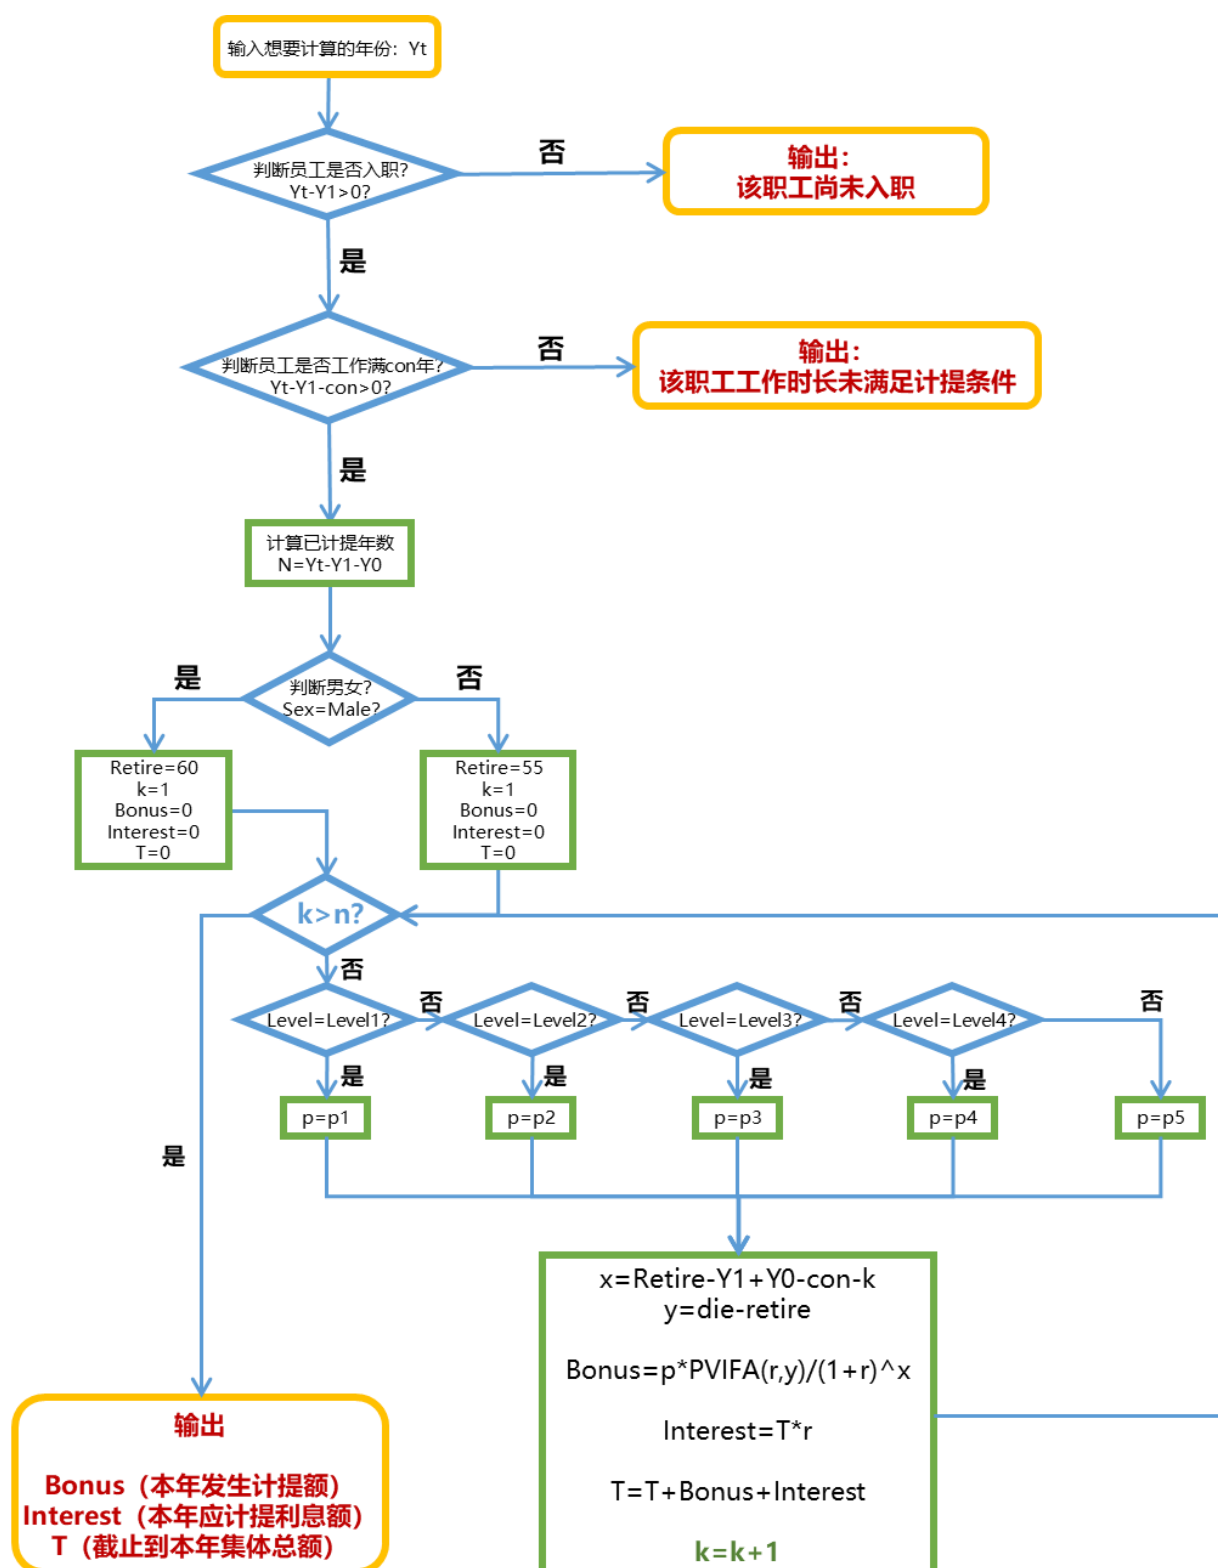 输入想要计算的年份：Yt
判断员工是否入职？
Yt-Y1>0?
否
输出：
该职工尚未入职
是
判断员工是否工作满con年？
Yt-Y1-con>0?
否
输出：
该职工工作时长未满足计提条件
是
计算已计提年数
N=Yt-Y1-Y0
判断男女？
Sex=Male?
是
否
Retire=60
k=1
Bonus=0
Interest=0
T=0
Retire=55
k=1
Bonus=0
Interest=0
T=0
k>n?
否
Level=Level1?
否
Level=Level2?
否
Level=Level3?
否
Level=Level4?
否
是
是
是
是
p=p1
p=p2
p=p3
p=p4
p=p5
是
x=Retire-Y1+Y0-con-k
y=die-retire
Bonus=p*PVIFA(r,y)/(1+r)^x
Interest=T*r
T=T+Bonus+Interest
k=k+1
输出
Bonus（本年发生计提额）
Interest（本年应计提利息额）
T（截止到本年集体总额）